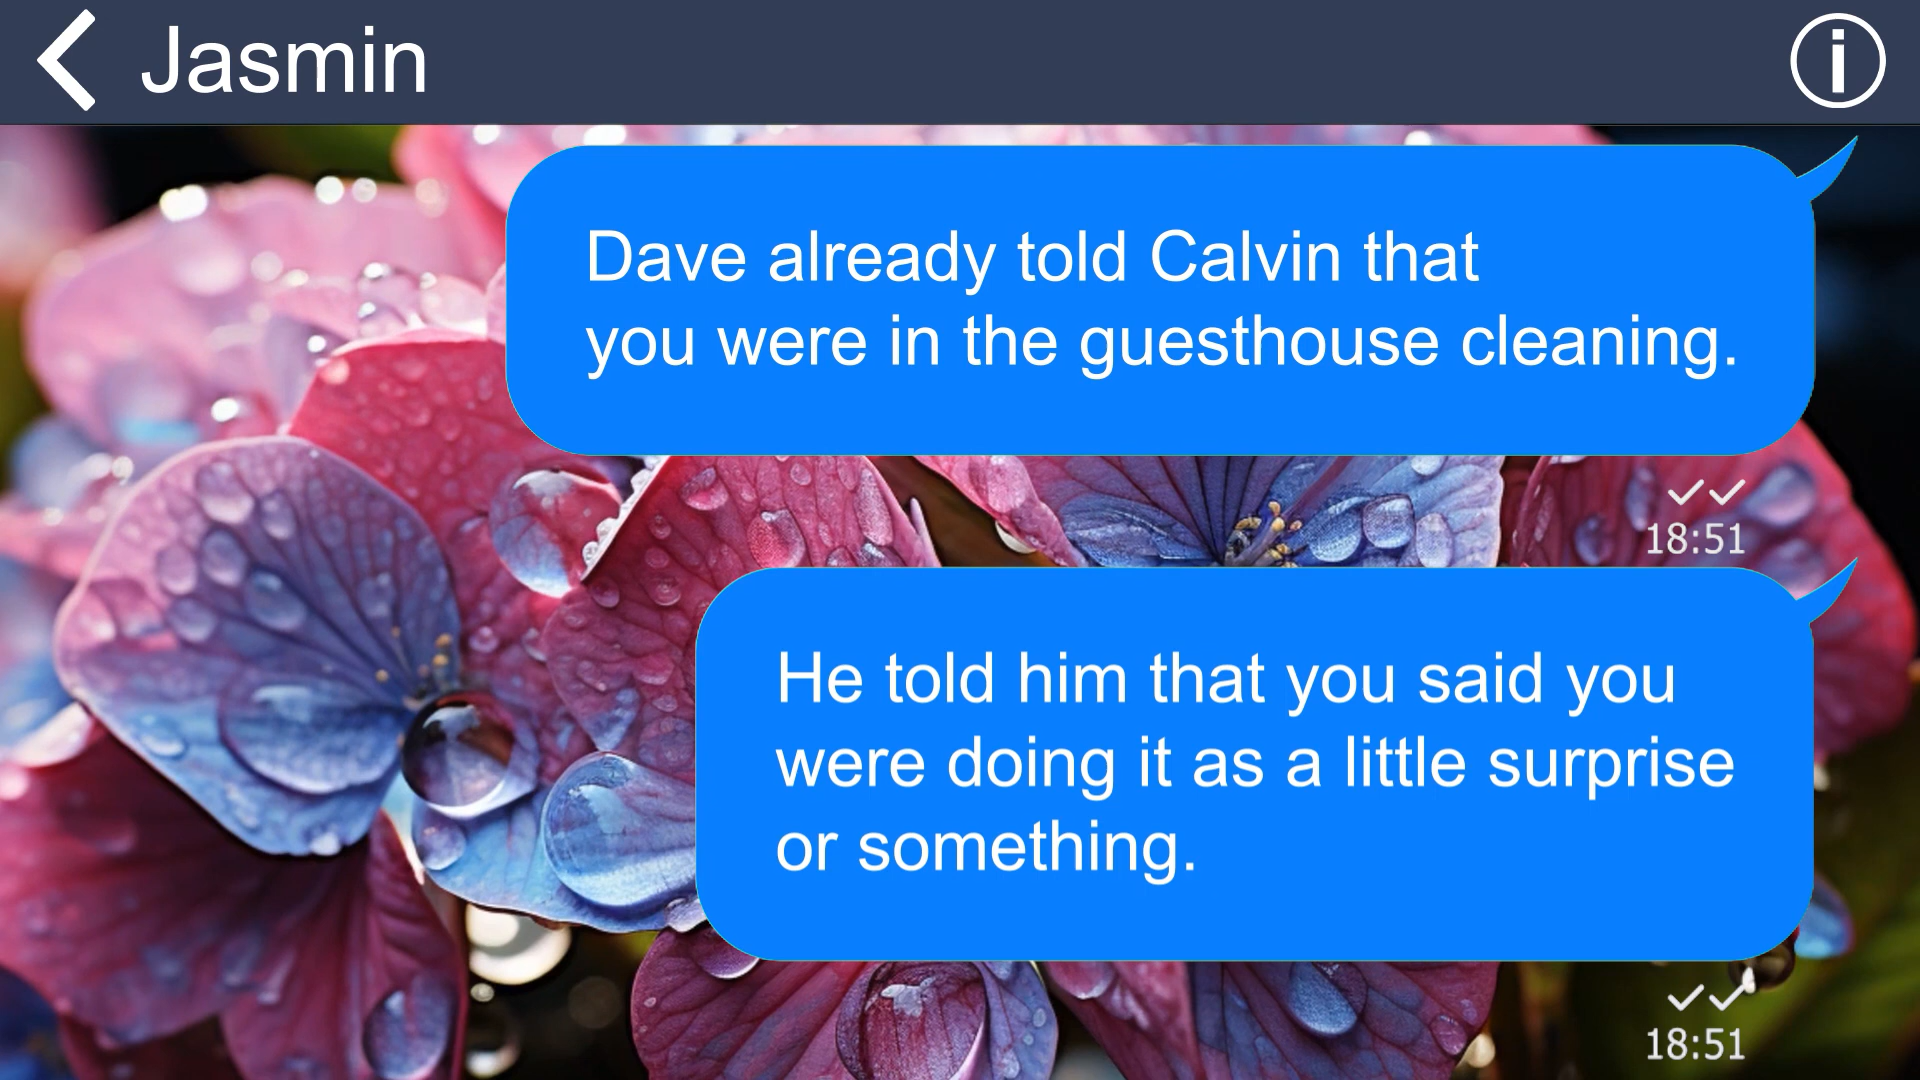 Jasmin
Dave already told Calvin that
you were in the guesthouse cleaning.
18:51
He told him that you said you
were doing it as a little surprise
or something.
18:51